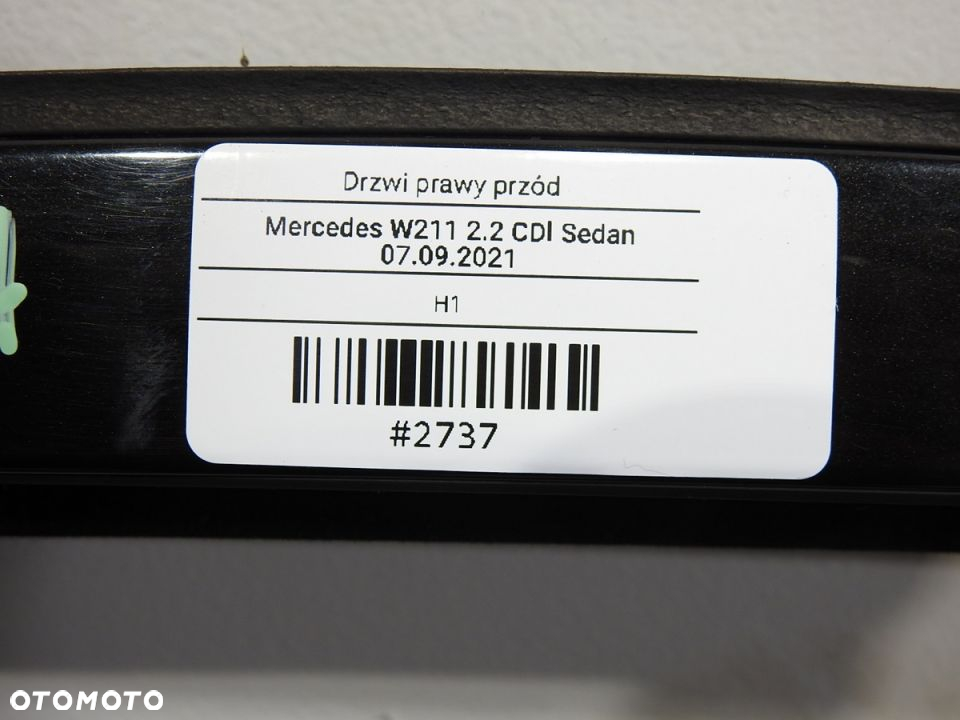 Drzwi prawy przód
Mercedes W211 2.2 CDI Sedan
07.09.2021
H1
#2737
OTOMOTO